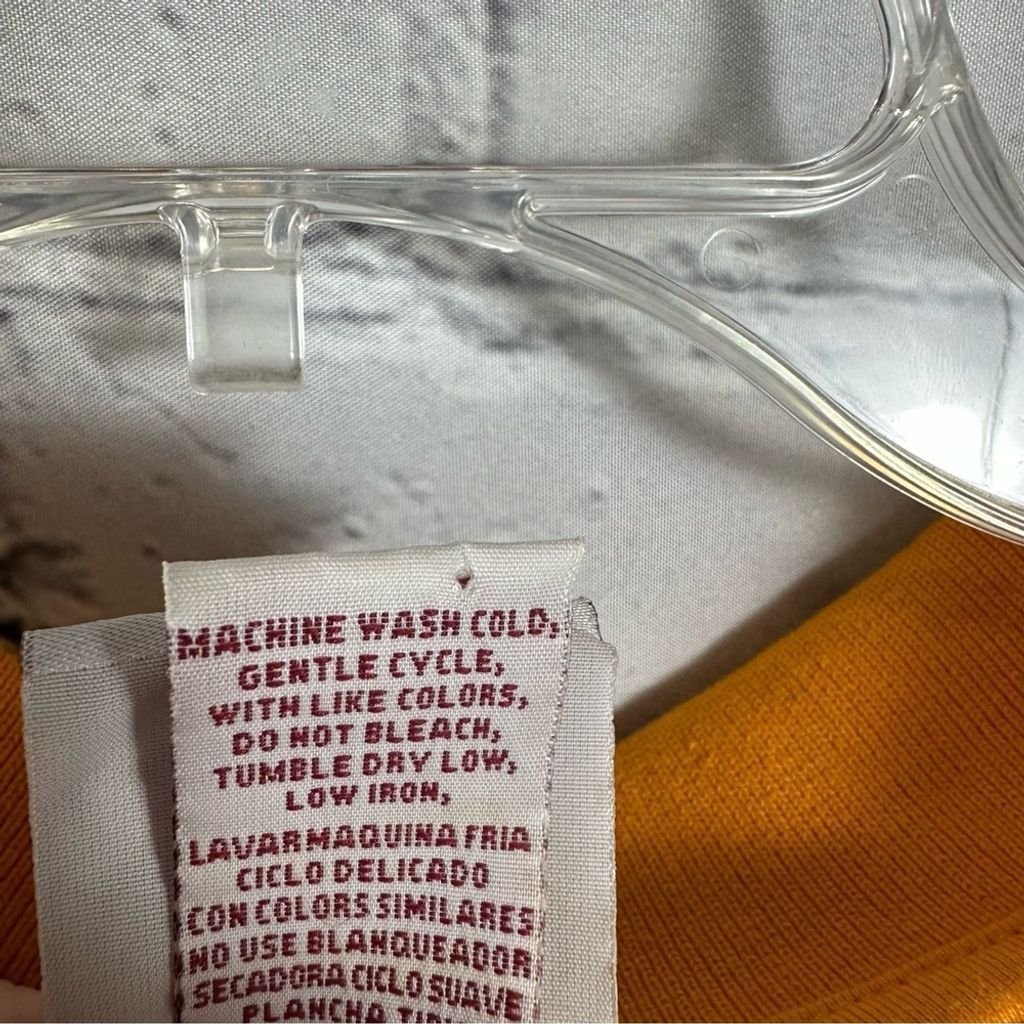 MACHINE WASH COLD,
GENTLE CYCLE,
WITH LIKE COLORS,
DO NOT BLEACH,
TUMBLE DRY LOW,
LOW IRON,
LAVAR MAQUINA FRIA
CICLO DELICADO
CON COLORS SIMILARES
NO USE BLANQUEADOR
SECADORA CICLO SUAVE
PLANCHA